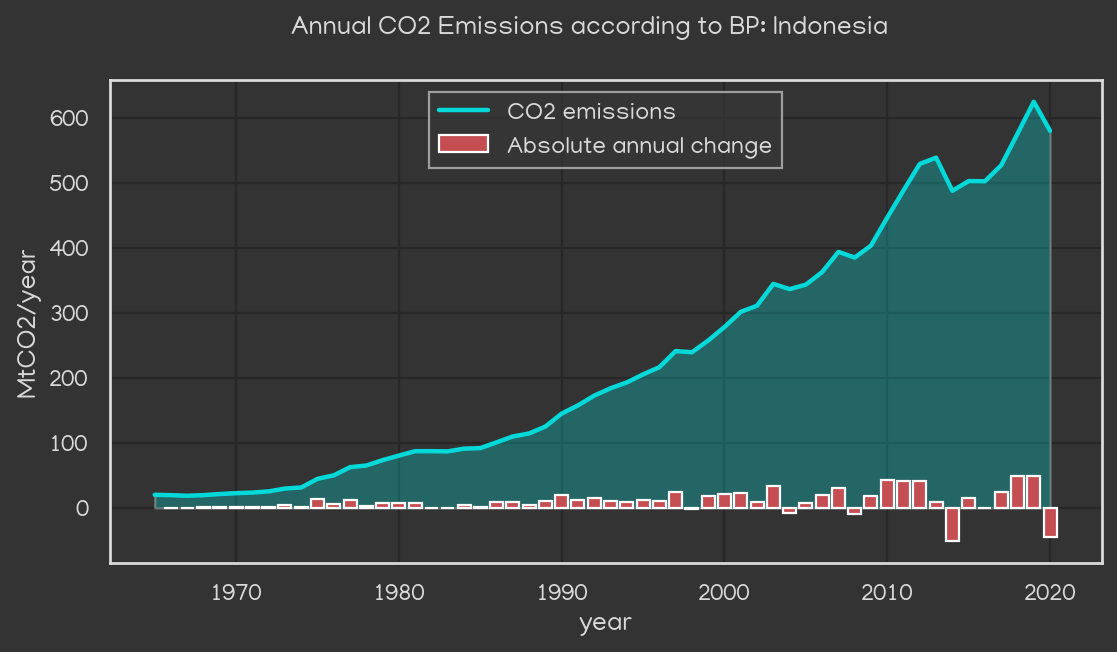 Annual CO2 Emissions according to BP: Indonesia
CO2 emissions
Absolute annual change
MtCO2/year
600
500
400
300
200
100
0
1970 1980 1990 2000 2010 2020
year